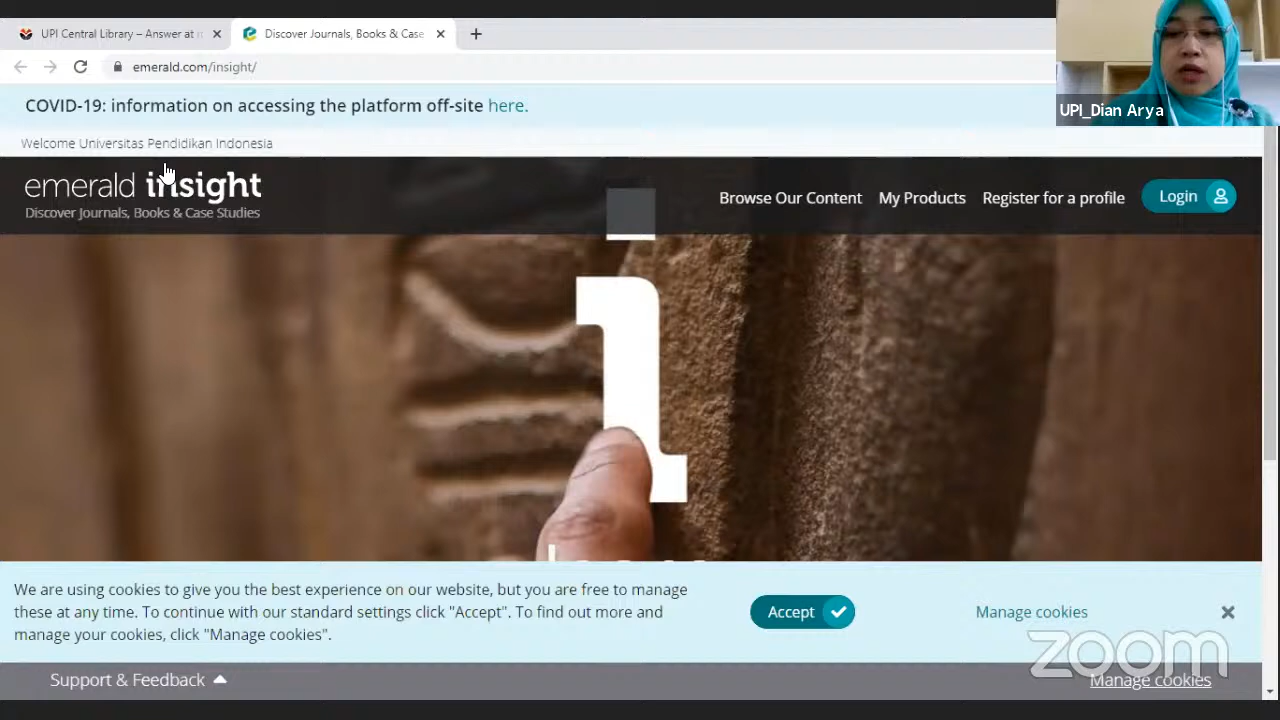 UPI Central Library – Answer at
Discover Journals, Books & Case
emerald.com/insight/
UPI_Dian Arya
COVID-19: information on accessing the platform off-site here.
Welcome Universitas Pendidikan Indonesia
emerald insight
Discover Journals, Books & Case Studies
Browse Our Content
My Products
Register for a profile
Login
i
We are using cookies to give you the best experience on our website, but you are free to manage
these at any time. To continue with our standard settings click "Accept". To find out more and
manage your cookies, click "Manage cookies".
Accept
Manage cookies
zoom
Support & Feedback
Manage cookies